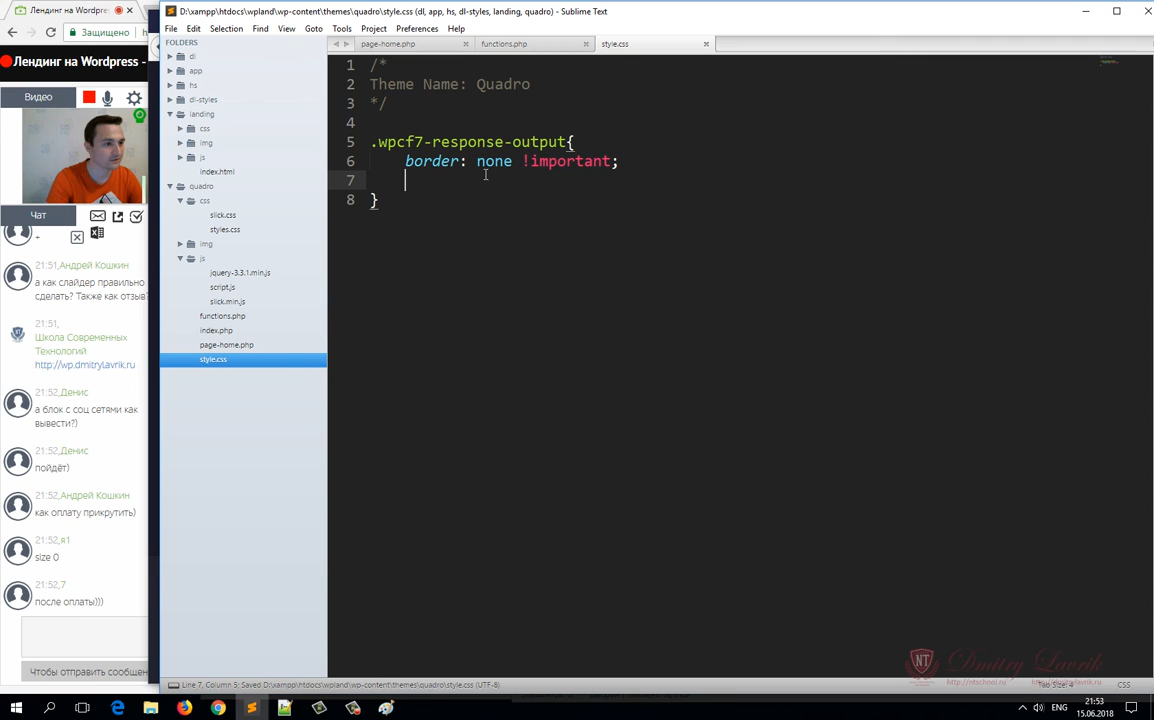 Лендинг на Wordpres
D:\xampp\htdocs\wpland\wp-content\themes\quadro\style.css (dl, app, hs, dl-styles, landing, quadro) - Sublime Text
Защищено
File Edit Selection Find View Goto Tools Project Preferences Help
FOLDERS
page-home.php functions.php style.css
dl
app
hs
dl-styles
landing
css
img
js
index.html
quadro
css
slick.css
styles.css
img
js
jquery-3.3.1.min.js
script.js
slick.min.js
functions.php
index.php
page-home.php
style.css
1 /*
2 Theme Name: Quadro
3 */
4
5 .wpcf7-response-output{
6 border: none !important;
7
8 }
Лендинг на Wordpress -
Видео
Чат
+
21:51,Андрей Кошкин
а как слайдер правильно
сделать? Также как отзыв?
21:51,
Школа Современных
Технологий
http://wp.dmitrylavrik.ru
21:52,Денис
а блок с соц сетями как
вывести?)
21:52,Денис
пойдёт)
21:52,Андрей Кошкин
как оплату прикрутить)
21:52,я1
size 0
21:52,7
после оплаты)))
Чтобы отправить сообщен
Line 7, Column 5; Saved D:\xampp\htdocs\wpland\wp-content\themes\quadro\style.css (UTF-8)
Tab Size: 4 CSS
NT Dmitry Lavrik
http://ntschool.ru http://dmitrylavrik.ru
ENG
21:53
15.06.2018